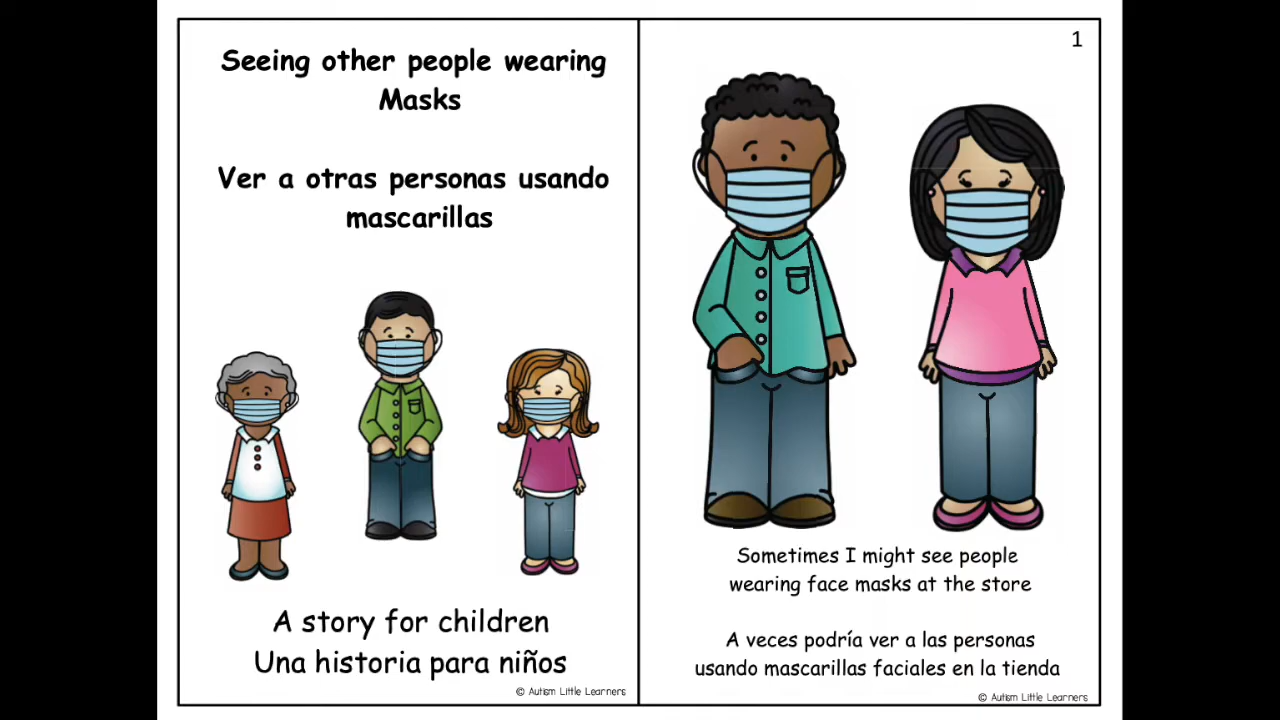 Seeing other people wearing
Masks
Ver a otras personas usando
mascarillas
A story for children
Una historia para niños
© Autism Little Learners
1
Sometimes I might see people
wearing face masks at the store
A veces podría ver a las personas
usando mascarillas faciales en la tienda
© Autism Little Learners